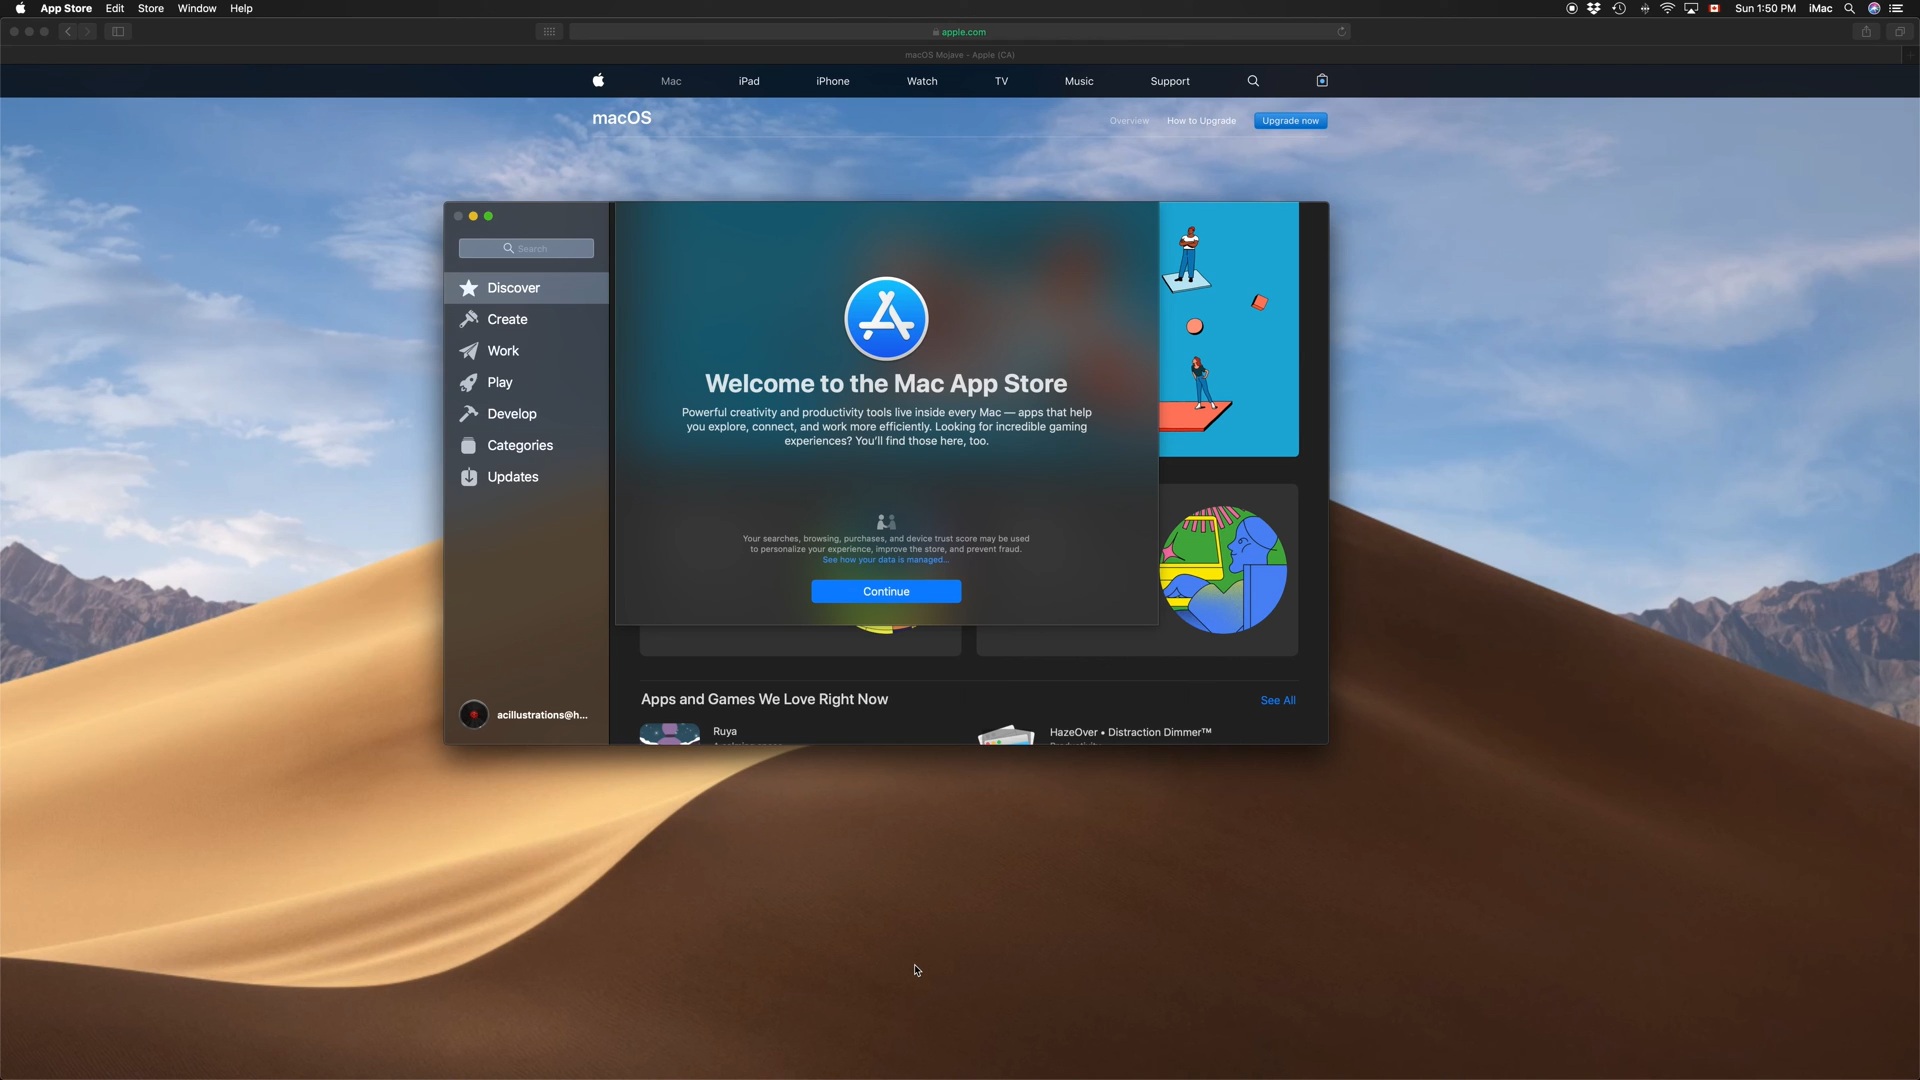 App Store Edit Store Window Help
Sun 1:50 PM iMac
apple.com
macOS Mojave - Apple (CA)
Mac iPad iPhone Watch TV Music Support
macOS
Overview How to Upgrade Upgrade now
Search
Discover
Create
Work
Play
Develop
Categories
Updates
acillustrations@h...
Welcome to the Mac App Store
Powerful creativity and productivity tools live inside every Mac — apps that help
you explore, connect, and work more efficiently. Looking for incredible gaming
experiences? You'll find those here, too.
Your searches, browsing, purchases, and device trust score may be used
to personalize your experience, improve the store, and prevent fraud.
See how your data is managed...
Continue
Apps and Games We Love Right Now
See All
Ruya
HazeOver • Distraction Dimmer™